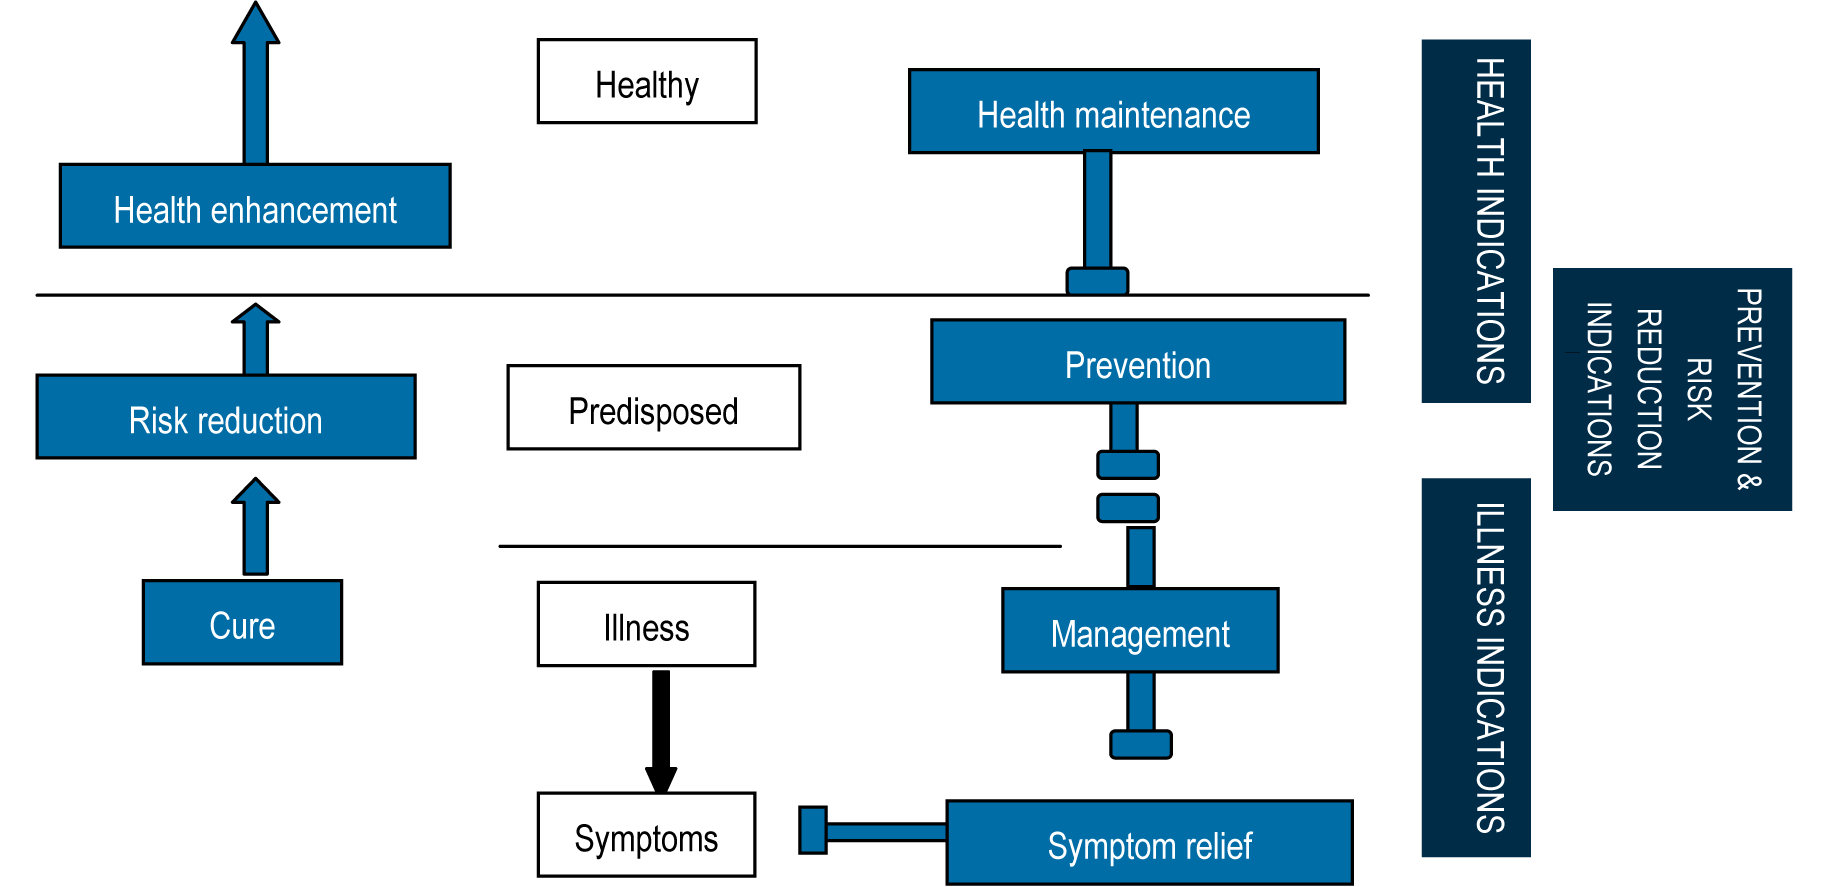 Healthy
Health maintenance
Health enhancement
Risk reduction
Predisposed
Prevention
Cure
Illness
Management
Symptoms
Symptom relief
HEALTH INDICATIONS
ILLNESS INDICATIONS
PREVENTION &
RISK
REDUCTION
INDICATIONS